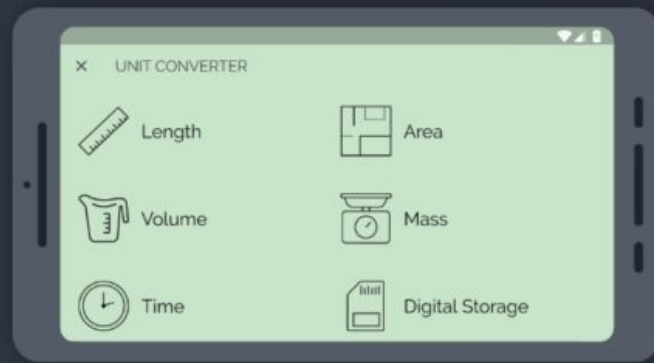 × UNIT CONVERTER
Length
Area
Volume
Mass
Time
Digital Storage